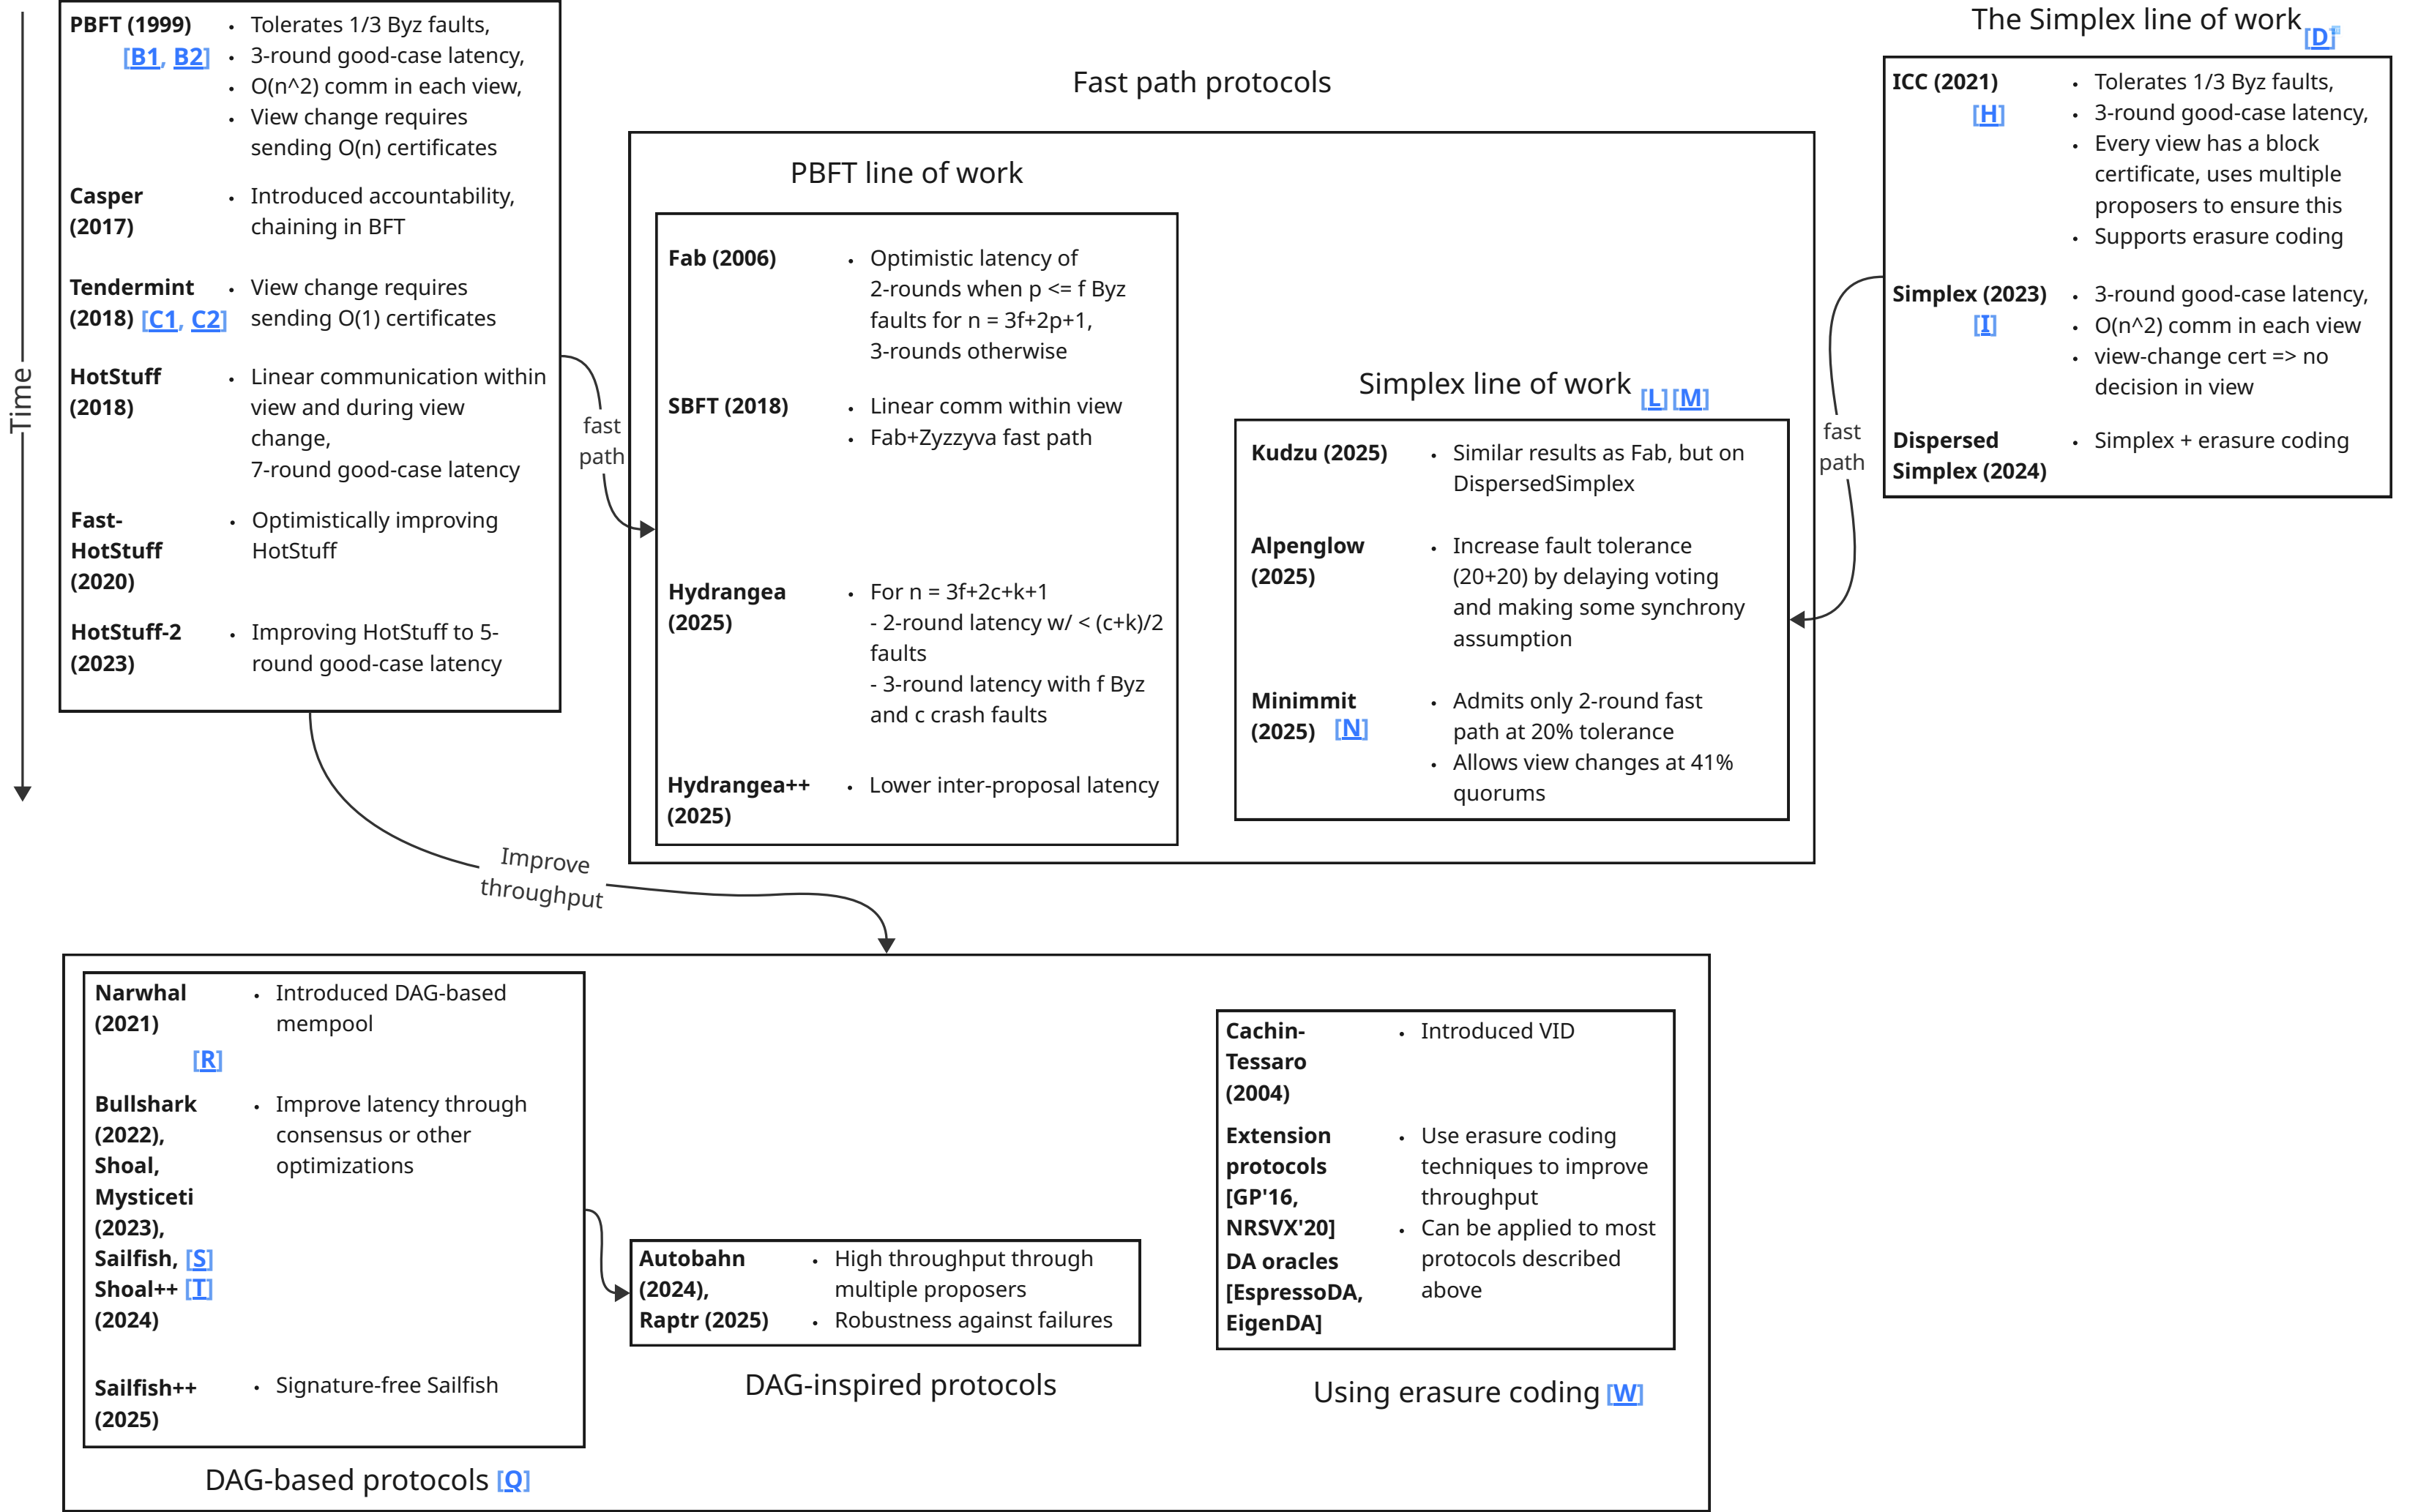 Time
PBFT (1999)
[B1, B2]
• Tolerates 1/3 Byz faults,
• 3-round good-case latency,
• O(n^2) comm in each view,
• View change requires
sending O(n) certificates
Casper
(2017)
• Introduced accountability,
chaining in BFT
Tendermint
(2018) [C1, C2]
• View change requires
sending O(1) certificates
HotStuff
(2018)
• Linear communication within
view and during view
change,
7-round good-case latency
Fast-
HotStuff
(2020)
• Optimistically improving
HotStuff
HotStuff-2
(2023)
• Improving HotStuff to 5-
round good-case latency
fast
path
Improve
throughput
Fast path protocols
PBFT line of work
Fab (2006)
• Optimistic latency of
2-rounds when p <= f Byz
faults for n = 3f+2p+1,
3-rounds otherwise
SBFT (2018)
• Linear comm within view
• Fab+Zyzzyva fast path
Hydrangea
(2025)
• For n = 3f+2c+k+1
- 2-round latency w/ < (c+k)/2
faults
- 3-round latency with f Byz
and c crash faults
Hydrangea++
(2025)
• Lower inter-proposal latency
Simplex line of work [L] [M]
Kudzu (2025)
• Similar results as Fab, but on
DispersedSimplex
Alpenglow
(2025)
• Increase fault tolerance
(20+20) by delaying voting
and making some synchrony
assumption
Minimmit
(2025) [N]
• Admits only 2-round fast
path at 20% tolerance
• Allows view changes at 41%
quorums
fast
path
The Simplex line of work [D]
ICC (2021)
[H]
• Tolerates 1/3 Byz faults,
• 3-round good-case latency,
• Every view has a block
certificate, uses multiple
proposers to ensure this
• Supports erasure coding
Simplex (2023)
[I]
• 3-round good-case latency,
• O(n^2) comm in each view
• view-change cert => no
decision in view
Dispersed
Simplex (2024)
• Simplex + erasure coding
Narwhal
(2021)
[R]
• Introduced DAG-based
mempool
Bullshark
(2022),
Shoal,
Mysticeti
(2023),
Sailfish, [S]
Shoal++ [T]
(2024)
• Improve latency through
consensus or other
optimizations
Sailfish++
(2025)
• Signature-free Sailfish
DAG-based protocols [Q]
Autobahn
(2024),
Raptr (2025)
• High throughput through
multiple proposers
• Robustness against failures
DAG-inspired protocols
Cachin-
Tessaro
(2004)
• Introduced VID
Extension
protocols
[GP'16,
NRSVX'20]
DA oracles
[EspressoDA,
EigenDA]
• Use erasure coding
techniques to improve
throughput
• Can be applied to most
protocols described
above
Using erasure coding [W]